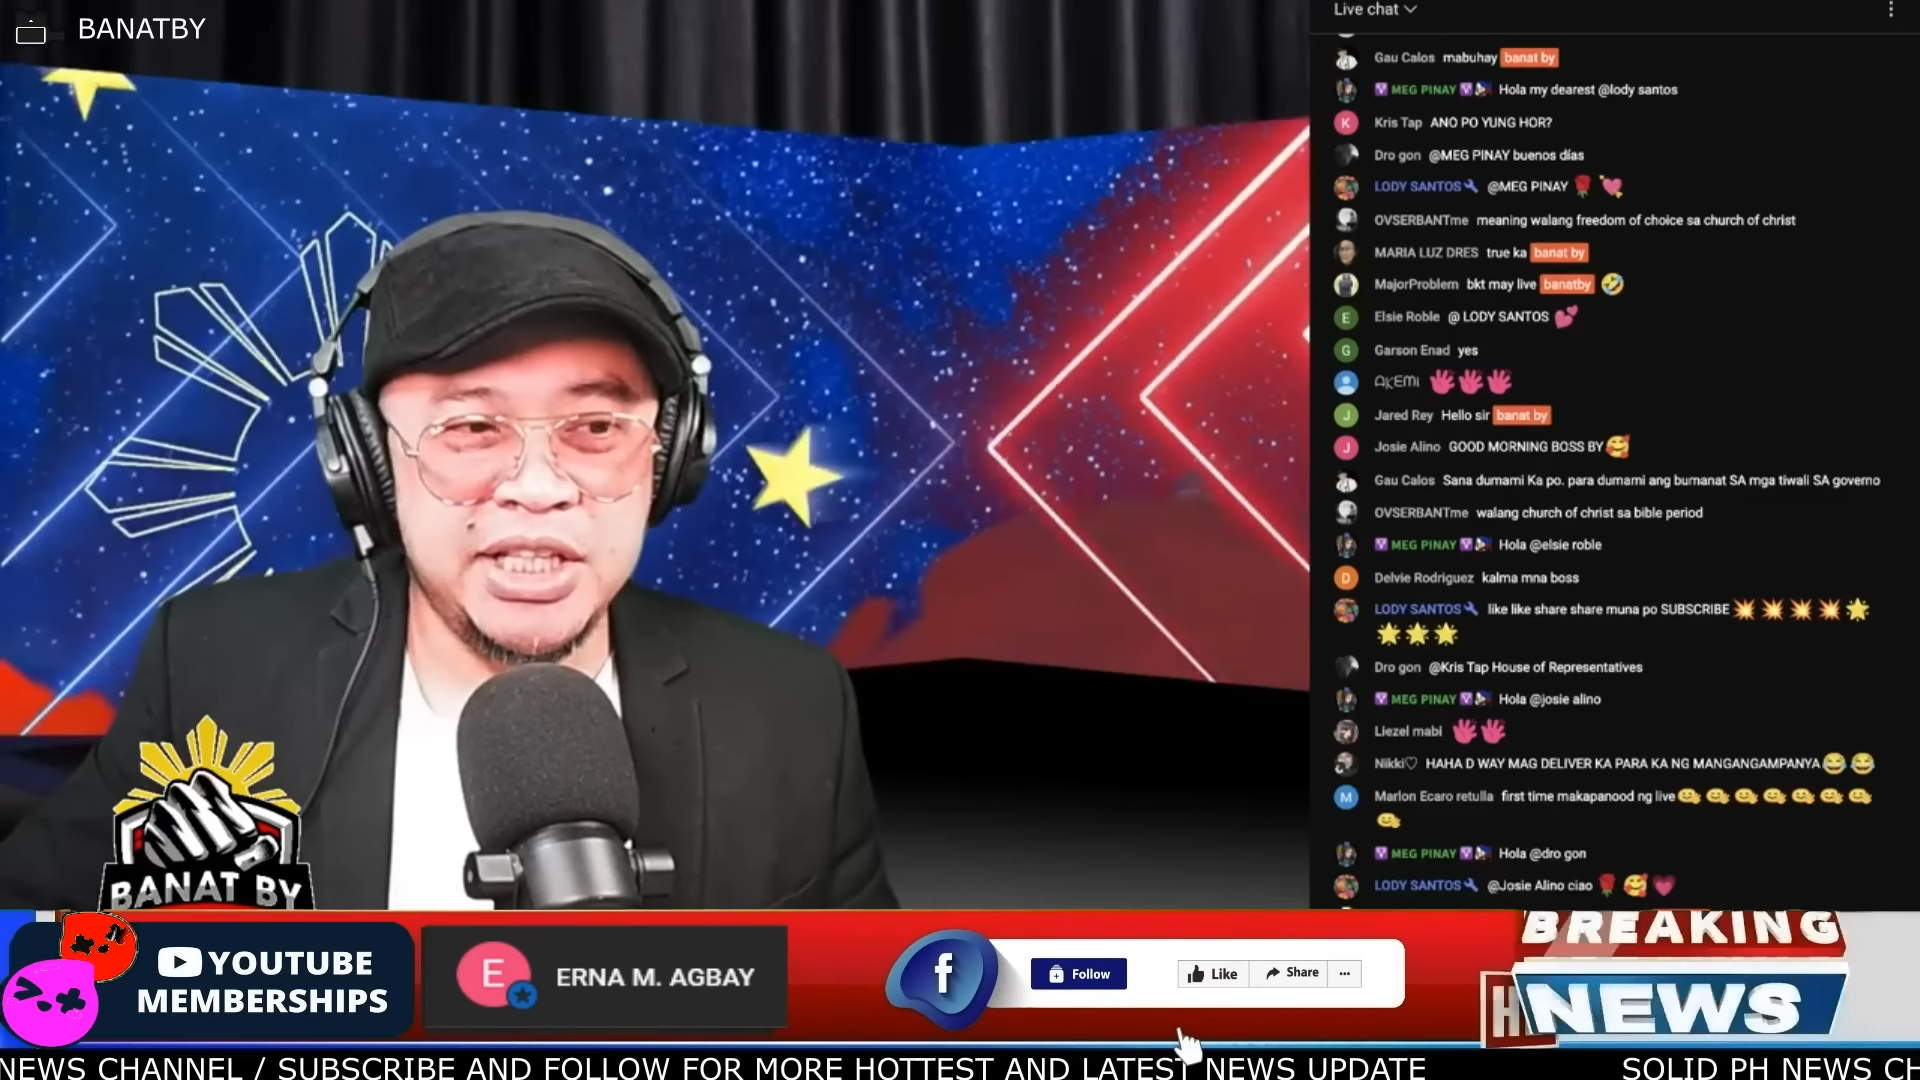 BANATBY
Live chat
Gau Calos mabuhay banat by
MEG PINAY Hola my dearest @lody santos
K Kris Tap ANO PO YUNG HOR?
Dro gon @MEG PINAY buenos días
LODY SANTOS @MEG PINAY
OVSERBANTme meaning walang freedom of choice sa church of christ
MARIA LUZ DRES true ka banat by
MajorProblem bkt may live banatby
E Elsie Roble @ LODY SANTOS
G Garson Enad yes
J Jared Rey Hello sir banat by
J Josie Alino GOOD MORNING BOSS BY
Gau Calos Sana dumami Ka po. para dumami ang bumanat SA mga tiwali SA governo
OVSERBANTme walang church of christ sa bible period
MEG PINAY Hola @elsie roble
D Delvie Rodriguez kalma mna boss
LODY SANTOS like like share share muna po SUBSCRIBE
Dro gon @Kris Tap House of Representatives
MEG PINAY Hola @josie alino
Liezel mabi
Nikki♡ HAHA D WAY MAG DELIVER KA PARA KA NG MANGANGAMPANYA
M Marlon Ecaro retulla first time makapanood ng live
MEG PINAY Hola @dro gon
LODY SANTOS @Josie Alino ciao
BANAT BY
YOUTUBE
MEMBERSHIPS
E ERNA M. AGBAY
f Follow Like Share
BREAKING
NEWS
NEWS CHANNEL / SUBSCRIBE AND FOLLOW FOR MORE HOTTEST AND LATEST NEWS UPDATE SOLID PH NEWS CH